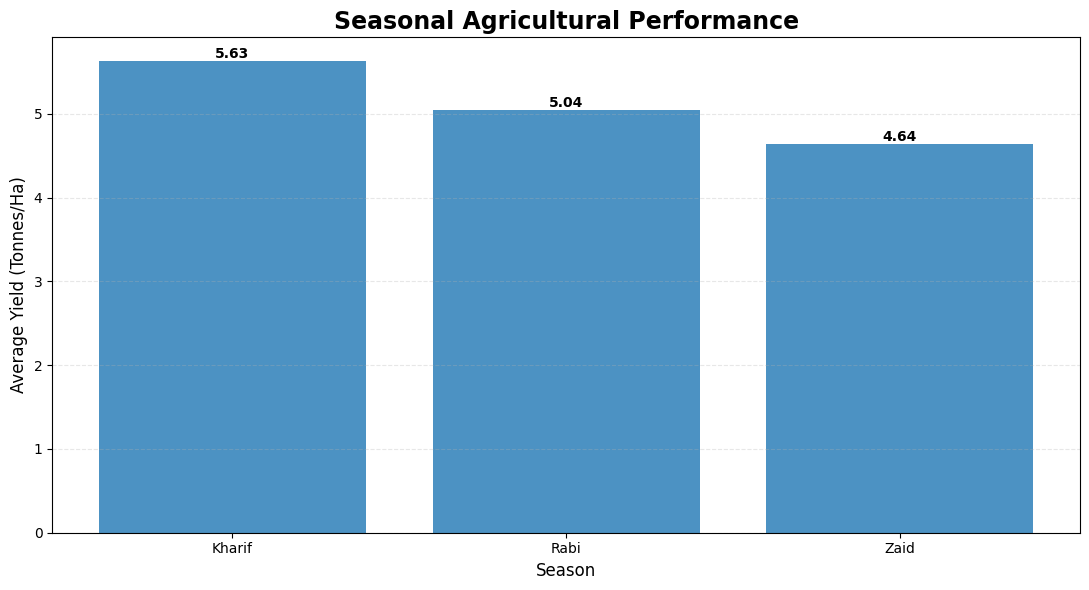 Seasonal Agricultural Performance
5.63
5.04
4.64
Average Yield (Tonnes/Ha)
5
4
3
2
1
0
Kharif
Rabi
Zaid
Season